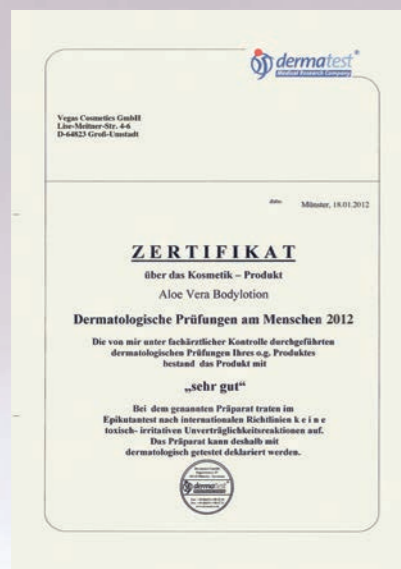 dermatest®
Medical Research Company
Vegas Cosmetics GmbH
Lise-Meitner-Str. 4-6
D-64823 Groß-Umstadt
date:
Münster, 18.01.2012
ZERTIFIKAT
über das Kosmetik – Produkt
Aloe Vera Bodylotion
Dermatologische Prüfungen am Menschen 2012
Die von mir unter fachärztlicher Kontrolle durchgeführten
dermatologischen Prüfungen Ihres o.g. Produktes
bestand das Produkt mit
„sehr gut“
Bei dem genannten Präparat traten im
Epikutantest nach internationalen Richtlinien k e i n e
toxisch- irritativen Unverträglichkeitsreaktionen auf.
Das Präparat kann deshalb mit
dermatologisch getestet deklariert werden.
dermatest